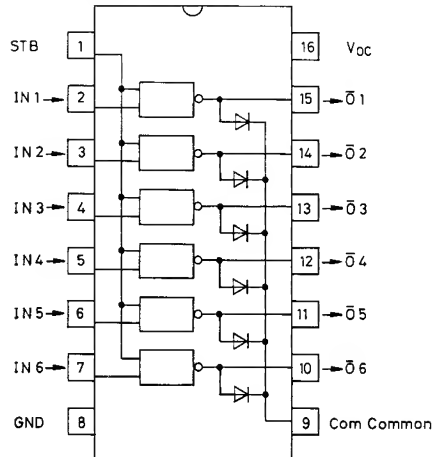 STB 1 16 VDC
IN 1 2 15 O̅ 1
IN 2 3 14 O̅ 2
IN 3 4 13 O̅ 3
IN 4 5 12 O̅ 4
IN 5 6 11 O̅ 5
IN 6 7 10 O̅ 6
GND 8 9 Com Common